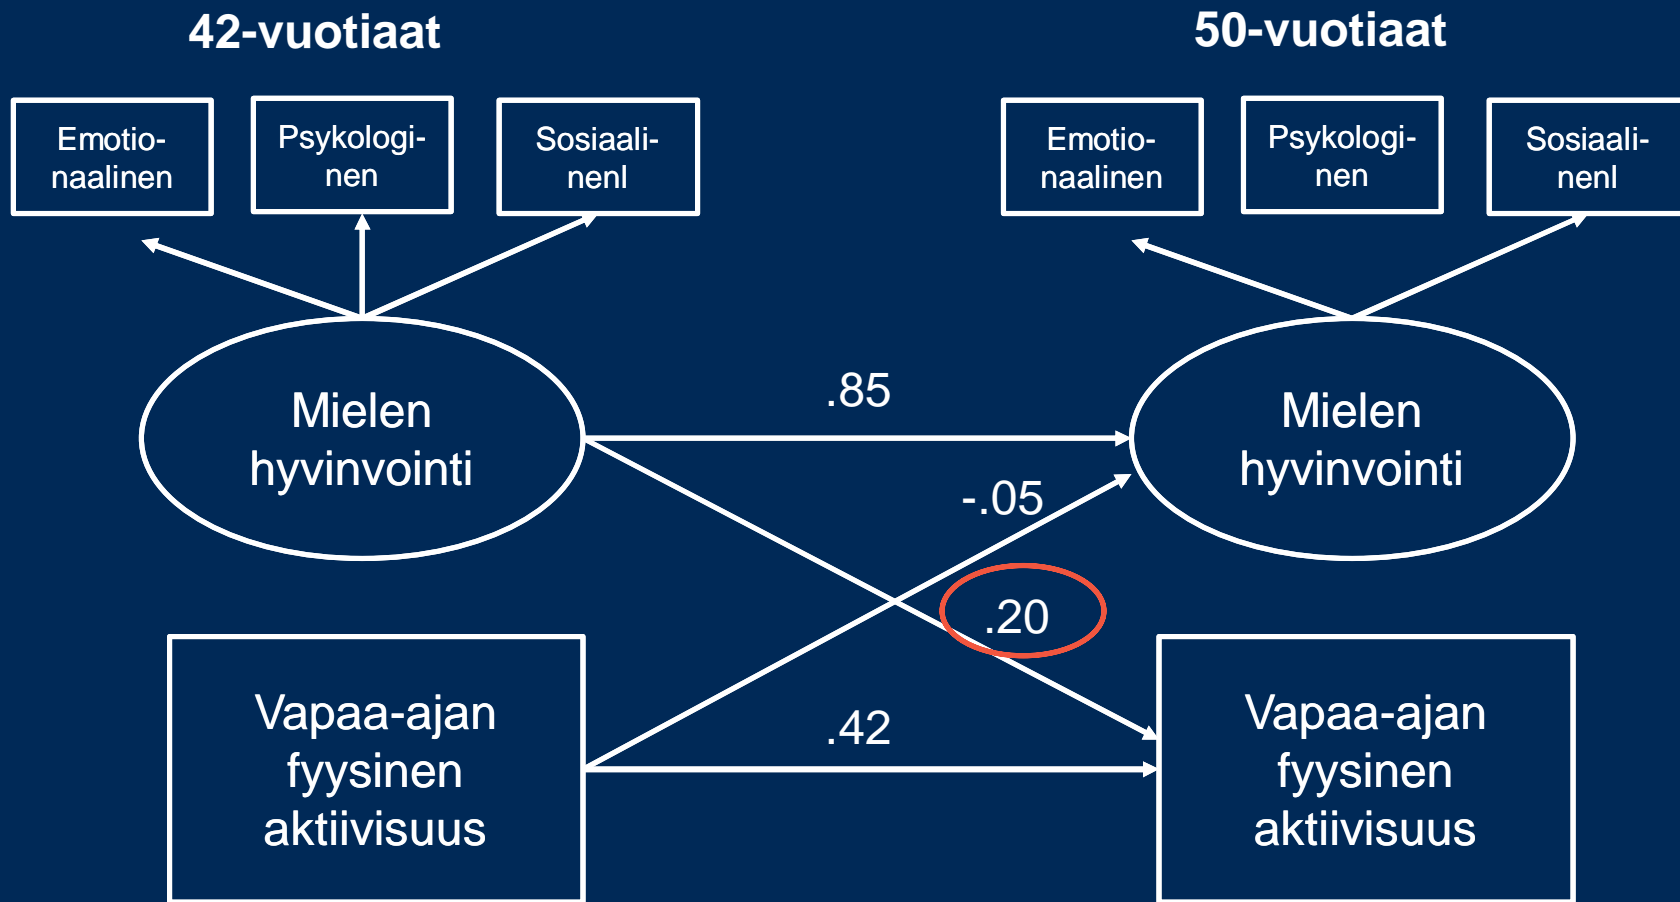 42-vuotiaat
50-vuotiaat
Emotio-
naalinen
Psykologi-
nen
Sosiaali-
nenl
Emotio-
naalinen
Psykologi-
nen
Sosiaali-
nenl
Mielen
hyvinvointi
.85
Mielen
hyvinvointi
-.05
.20
Vapaa-ajan
fyysinen
aktiivisuus
.42
Vapaa-ajan
fyysinen
aktiivisuus